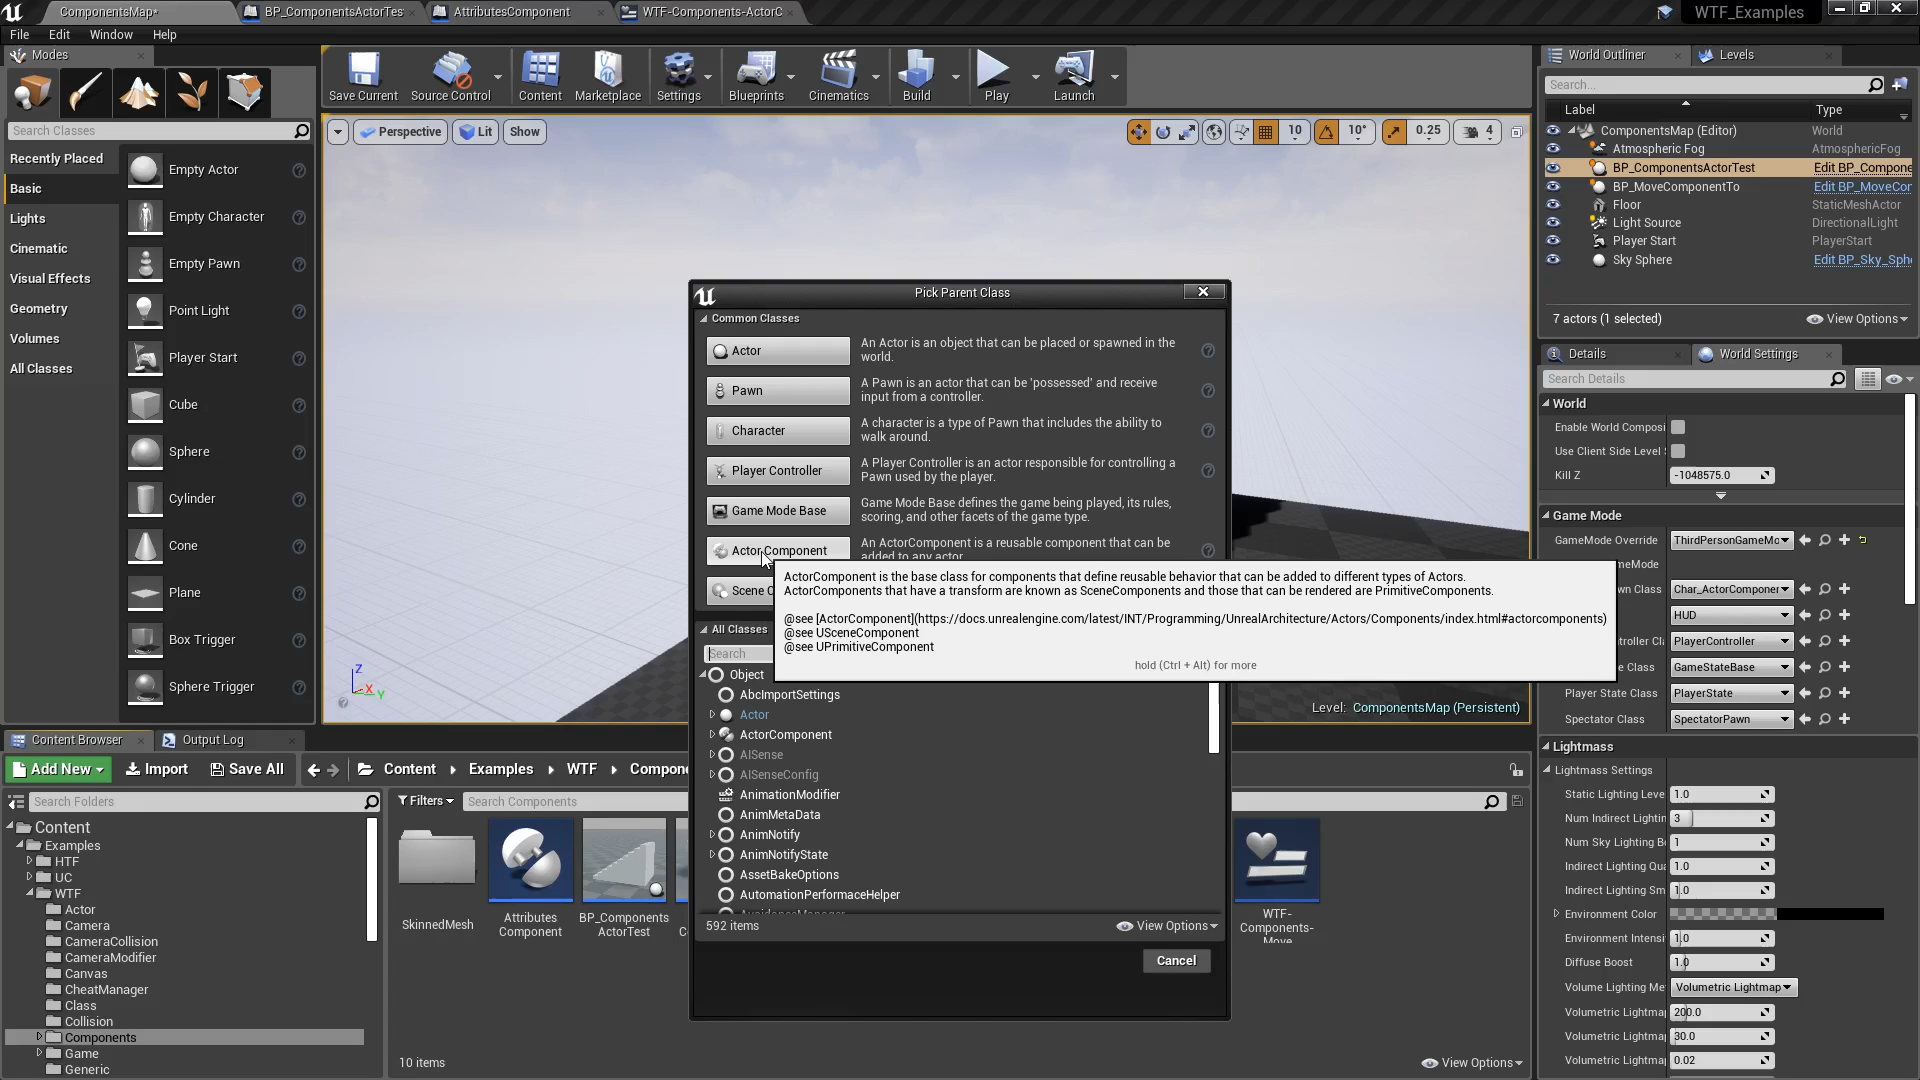 ComponentsMap*
BP_ComponentsActorTes
AttributesComponent
WTF-Components-ActorC
WTF_Examples
File Edit Window Help
Modes
Save Current
Source Control
Content
Marketplace
Settings
Blueprints
Cinematics
Build
Play
Launch
Search Classes
Recently Placed
Basic
Lights
Cinematic
Visual Effects
Geometry
Volumes
All Classes
Empty Actor
Empty Character
Empty Pawn
Point Light
Player Start
Cube
Sphere
Cylinder
Cone
Plane
Box Trigger
Sphere Trigger
Perspective
Lit
Show
10
10°
0.25
4
Z
X
Y
Level: ComponentsMap (Persistent)
Pick Parent Class
Common Classes
Actor
An Actor is an object that can be placed or spawned in the
world.
Pawn
A Pawn is an actor that can be 'possessed' and receive
input from a controller.
Character
A character is a type of Pawn that includes the ability to
walk around.
Player Controller
A Player Controller is an actor responsible for controlling a
Pawn used by the player.
Game Mode Base
Game Mode Base defines the game being played, its rules,
scoring, and other facets of the game type.
Actor Component
An ActorComponent is a reusable component that can be
added to any actor.
Scene C
ActorComponent is the base class for components that define reusable behavior that can be added to different types of Actors.
ActorComponents that have a transform are known as SceneComponents and those that can be rendered are PrimitiveComponents.
@see [ActorComponent](https://docs.unrealengine.com/latest/INT/Programming/UnrealArchitecture/Actors/Components/index.html#actorcomponents)
@see USceneComponent
@see UPrimitiveComponent
hold (Ctrl + Alt) for more
All Classes
Search
Object
AbcImportSettings
Actor
ActorComponent
AISense
AISenseConfig
AnimationModifier
AnimMetaData
AnimNotify
AnimNotifyState
AssetBakeOptions
AutomationPerformaceHelper
AvoidanceManager
592 items
View Options
Cancel
World Outliner
Levels
Search...
Label
Type
ComponentsMap (Editor) World
Atmospheric Fog AtmosphericFog
BP_ComponentsActorTest Edit BP_Compone
BP_MoveComponentTo Edit BP_MoveCor
Floor StaticMeshActor
Light Source DirectionalLight
Player Start PlayerStart
Sky Sphere Edit BP_Sky_Sphe
7 actors (1 selected)
View Options
Details
World Settings
Search Details
World
Enable World Composi
Use Client Side Level
Kill Z -1048575.0
Game Mode
GameMode Override ThirdPersonGameMo
meMode
wn Class Char_ActorComponer
HUD
troller Cl PlayerController
e Class GameStateBase
Player State Class PlayerState
Spectator Class SpectatorPawn
Lightmass
Lightmass Settings
Static Lighting Leve 1.0
Num Indirect Lightin 3
Num Sky Lighting B 1
Indirect Lighting Qua 1.0
Indirect Lighting Sm 1.0
Environment Color
Environment Intensi 1.0
Diffuse Boost 1.0
Volume Lighting Me Volumetric Lightmap
Volumetric Lightma 200.0
Volumetric Lightma 30.0
Volumetric Lightma 0.02
Content Browser
Output Log
Add New
Import
Save All
Content
Examples
WTF
Compone
Search Folders
Filters
Search Components
Content
Examples
HTF
UC
WTF
Actor
Camera
CameraCollision
CameraModifier
Canvas
CheatManager
Class
Collision
Components
Game
Generic
SkinnedMesh
Attributes
Component
BP_Components
ActorTest
WTF-
Components-
Move
10 items
View Options